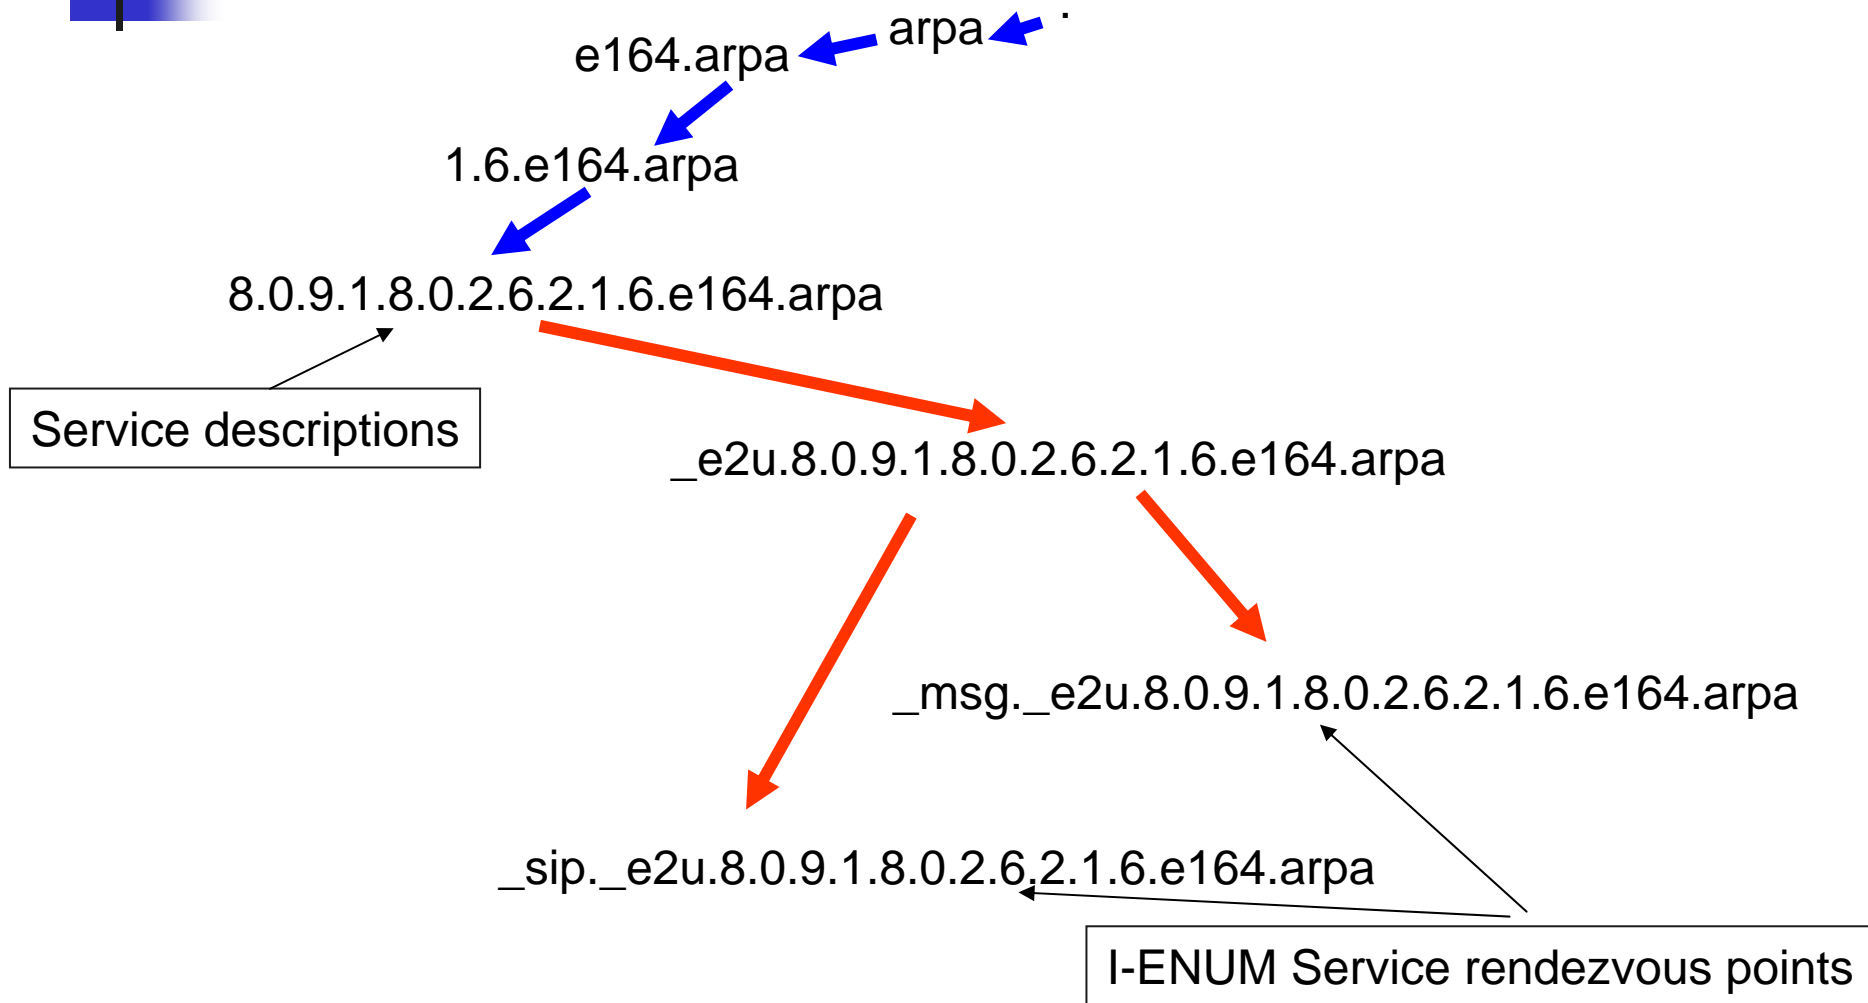 .
arpa
e164.arpa
1.6.e164.arpa
8.0.9.1.8.0.2.6.2.1.6.e164.arpa
Service descriptions
_e2u.8.0.9.1.8.0.2.6.2.1.6.e164.arpa
_msg._e2u.8.0.9.1.8.0.2.6.2.1.6.e164.arpa
_sip._e2u.8.0.9.1.8.0.2.6.2.1.6.e164.arpa
I-ENUM Service rendezvous points